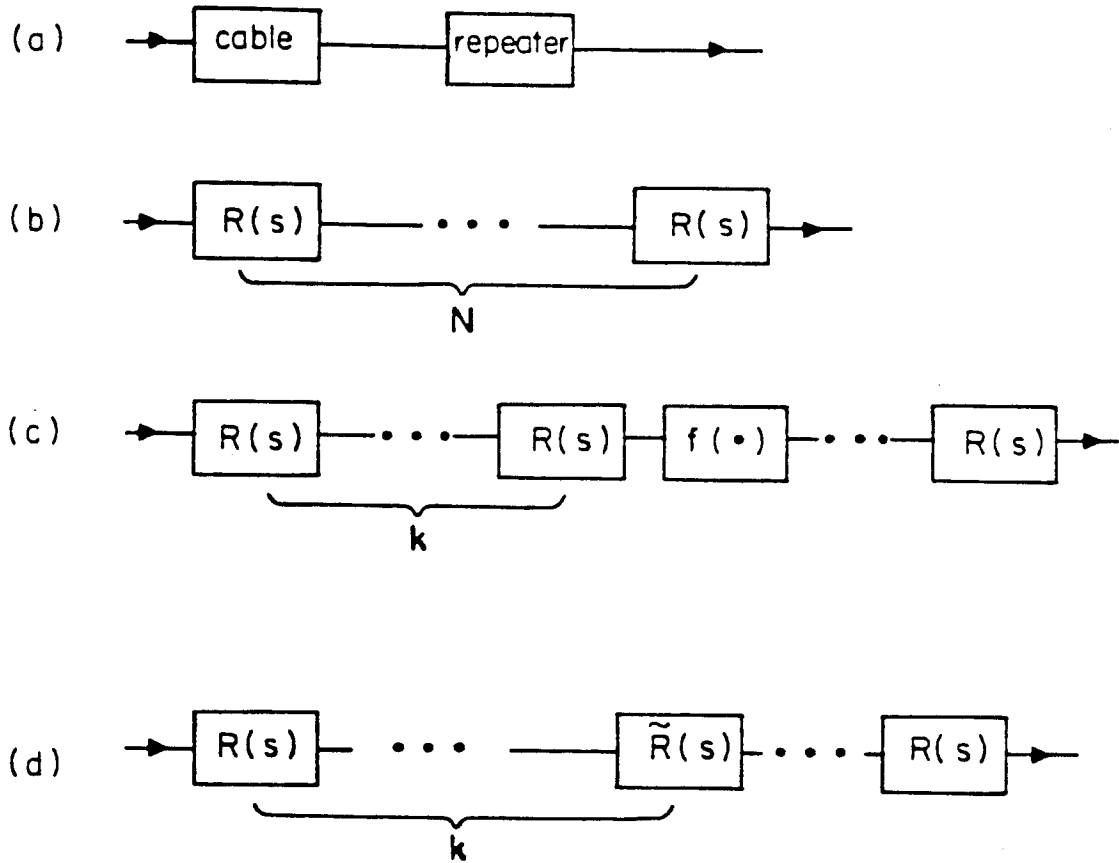 (a) cable repeater
(b) R(s) • • • R(s)
N
(c) R(s) • • • R(s) f(•) • • • R(s)
k
(d) R(s) • • • R̃(s) • • • R(s)
k